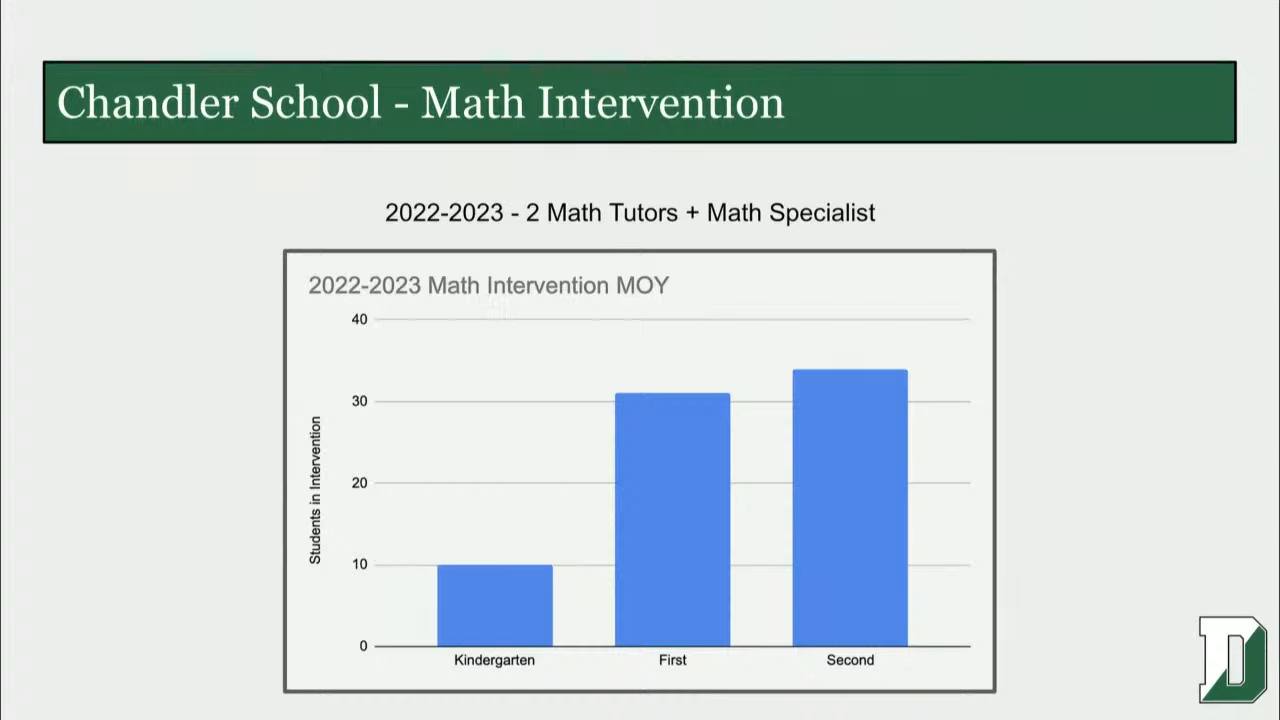 Chandler School - Math Intervention
2022-2023 - 2 Math Tutors + Math Specialist
2022-2023 Math Intervention MOY
40
30
20
10
0
Students in Intervention
Kindergarten First Second
D